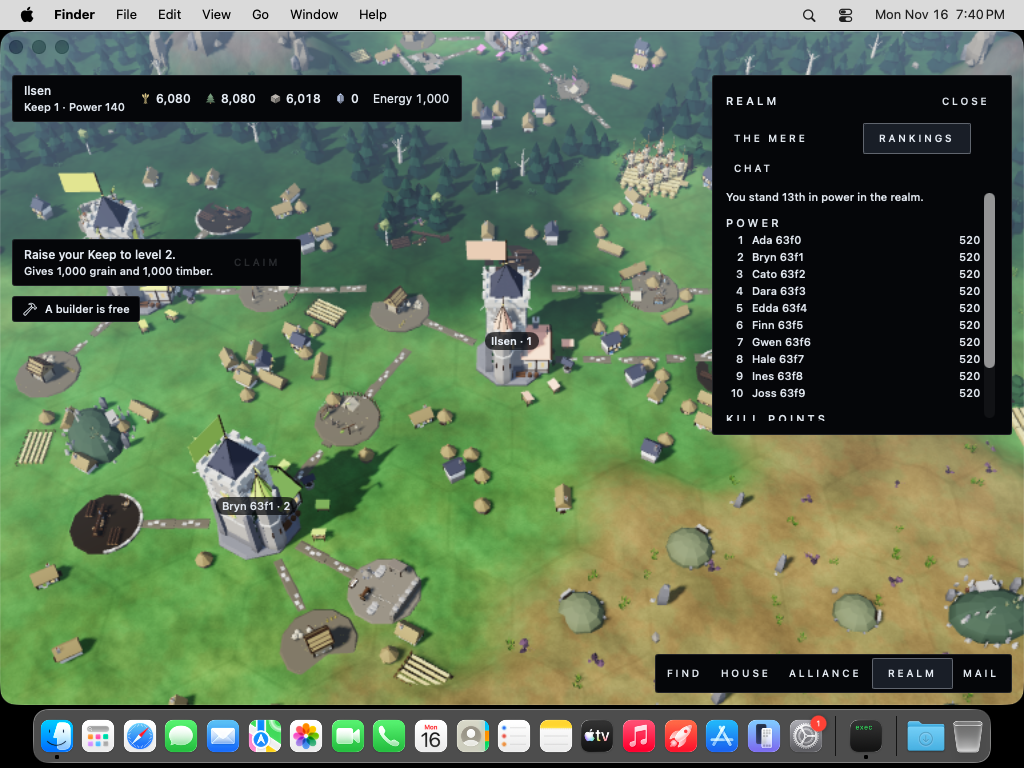 Finder File Edit View Go Window Help Mon Nov 16 7:40 PM
Ilsen
Keep 1 · Power 140
6,080 8,080 6,018 0 Energy 1,000
Raise your Keep to level 2.
Gives 1,000 grain and 1,000 timber.
CLAIM
A builder is free
Ilsen · 1
Bryn 63f1 · 2
REALM CLOSE
THE MERE RANKINGS
CHAT
You stand 13th in power in the realm.
POWER
1 Ada 63f0 520
2 Bryn 63f1 520
3 Cato 63f2 520
4 Dara 63f3 520
5 Edda 63f4 520
6 Finn 63f5 520
7 Gwen 63f6 520
8 Hale 63f7 520
9 Ines 63f8 520
10 Joss 63f9 520
KILL POINTS
FIND HOUSE ALLIANCE REALM MAIL
Mon
16
tv
1
exec